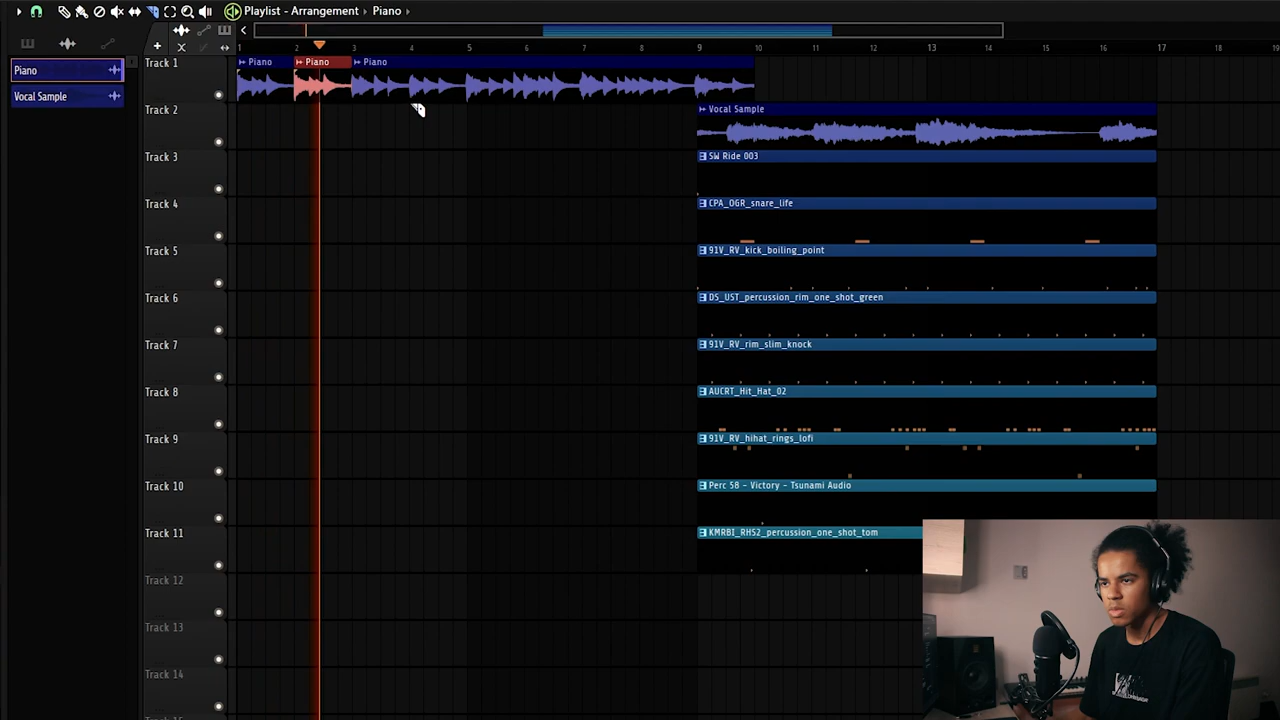 Playlist - Arrangement › Piano ›
1 2 3 4 5 6 7 8 9 10 11 12 13 14 15 16 17 18 19
Piano
Vocal Sample
Track 1
Piano
Piano
Piano
Track 2
Vocal Sample
Track 3
SW Ride 003
Track 4
CPA_OGR_snare_life
Track 5
91V_RV_kick_boiling_point
Track 6
DS_UST_percussion_rim_one_shot_green
Track 7
91V_RV_rim_slim_knock
Track 8
AUCRT_Hit_Hat_02
Track 9
91V_RV_hihat_rings_lofi
Track 10
Perc 58 - Victory - Tsunami Audio
Track 11
KMRBI_RHS2_percussion_one_shot_tom
Track 12
Track 13
Track 14